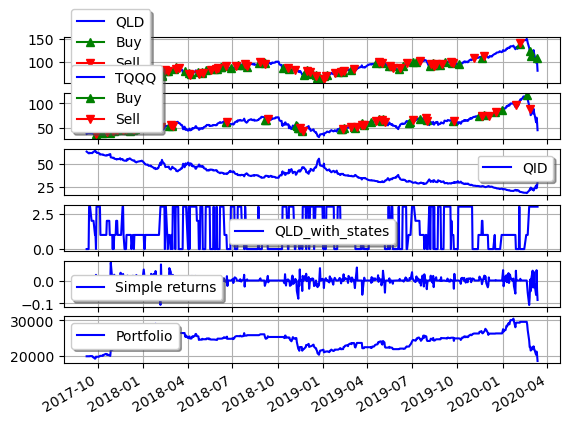 QLD
Buy
Sell
150
100
TQQQ
Buy
Sell
100
50
QID
50
25
QLD_with_states
2.5
0.0
Simple returns
0.0
−0.1
Portfolio
30000
20000
2017-10
2018-01
2018-04
2018-07
2018-10
2019-01
2019-04
2019-07
2019-10
2020-01
2020-04